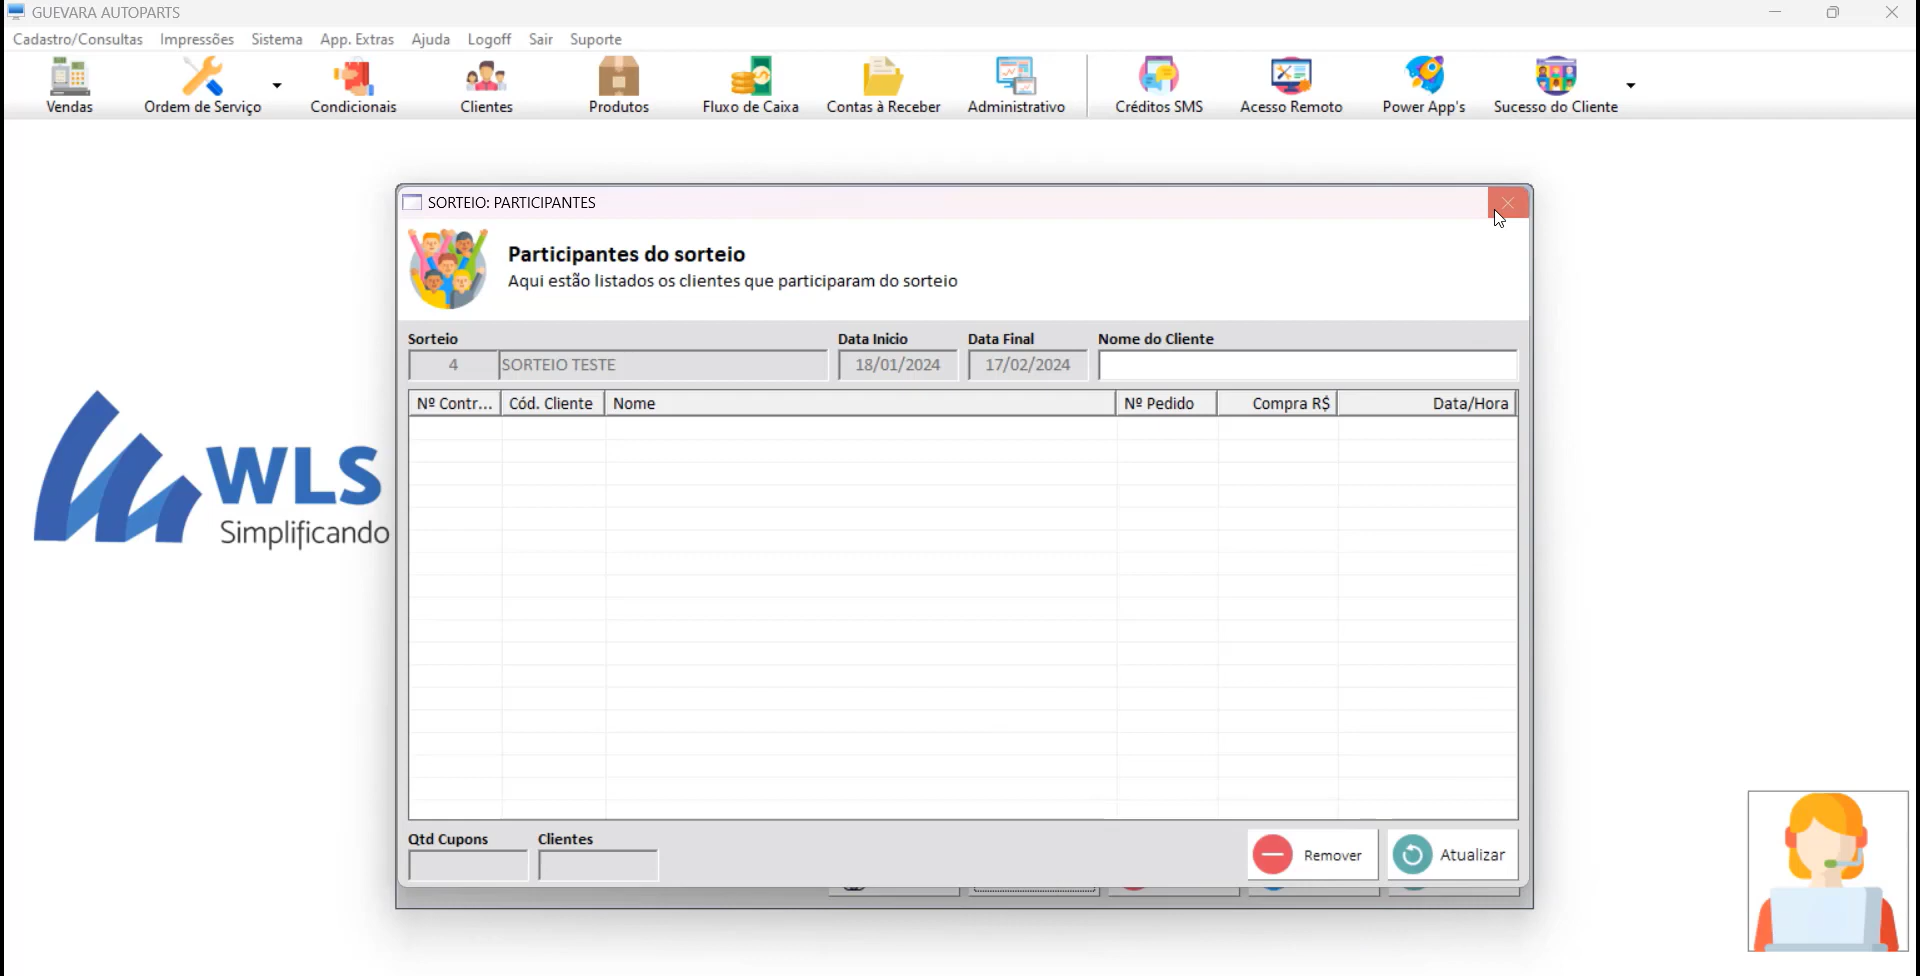 GUEVARA AUTOPARTS
Cadastro/Consultas Impressões Sistema App. Extras Ajuda Logoff Sair Suporte
Vendas Ordem de Serviço Condicionais Clientes Produtos Fluxo de Caixa Contas à Receber Administrativo Créditos SMS Acesso Remoto Power App's Sucesso do Cliente
SORTEIO: PARTICIPANTES
Participantes do sorteio
Aqui estão listados os clientes que participaram do sorteio
Sorteio Data Inicio Data Final Nome do Cliente
4 SORTEIO TESTE 18/01/2024 17/02/2024
Nº Contr... Cód. Cliente Nome Nº Pedido Compra R$ Data/Hora
WLS
Simplificando
Qtd Cupons Clientes
Remover Atualizar